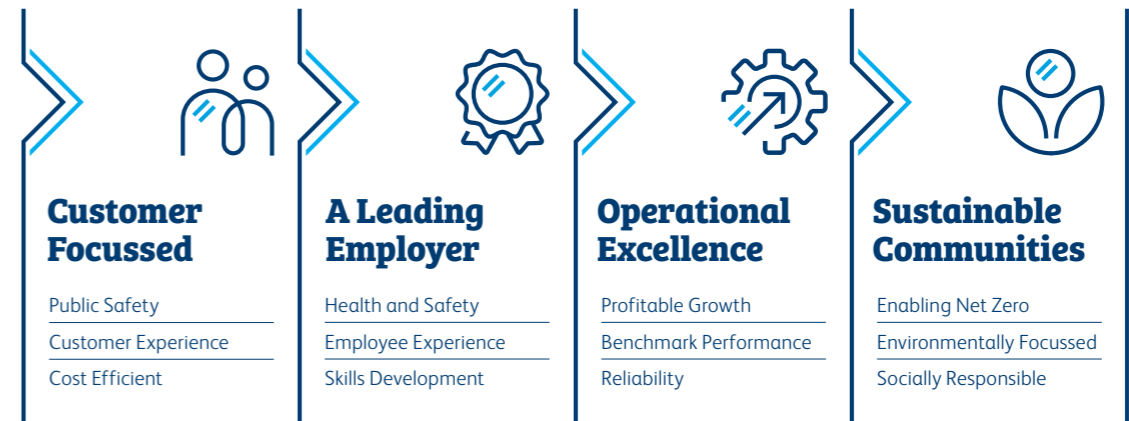 Customer
Focussed
Public Safety
Customer Experience
Cost Efficient
A Leading
Employer
Health and Safety
Employee Experience
Skills Development
Operational
Excellence
Profitable Growth
Benchmark Performance
Reliability
Sustainable
Communities
Enabling Net Zero
Environmentally Focussed
Socially Responsible